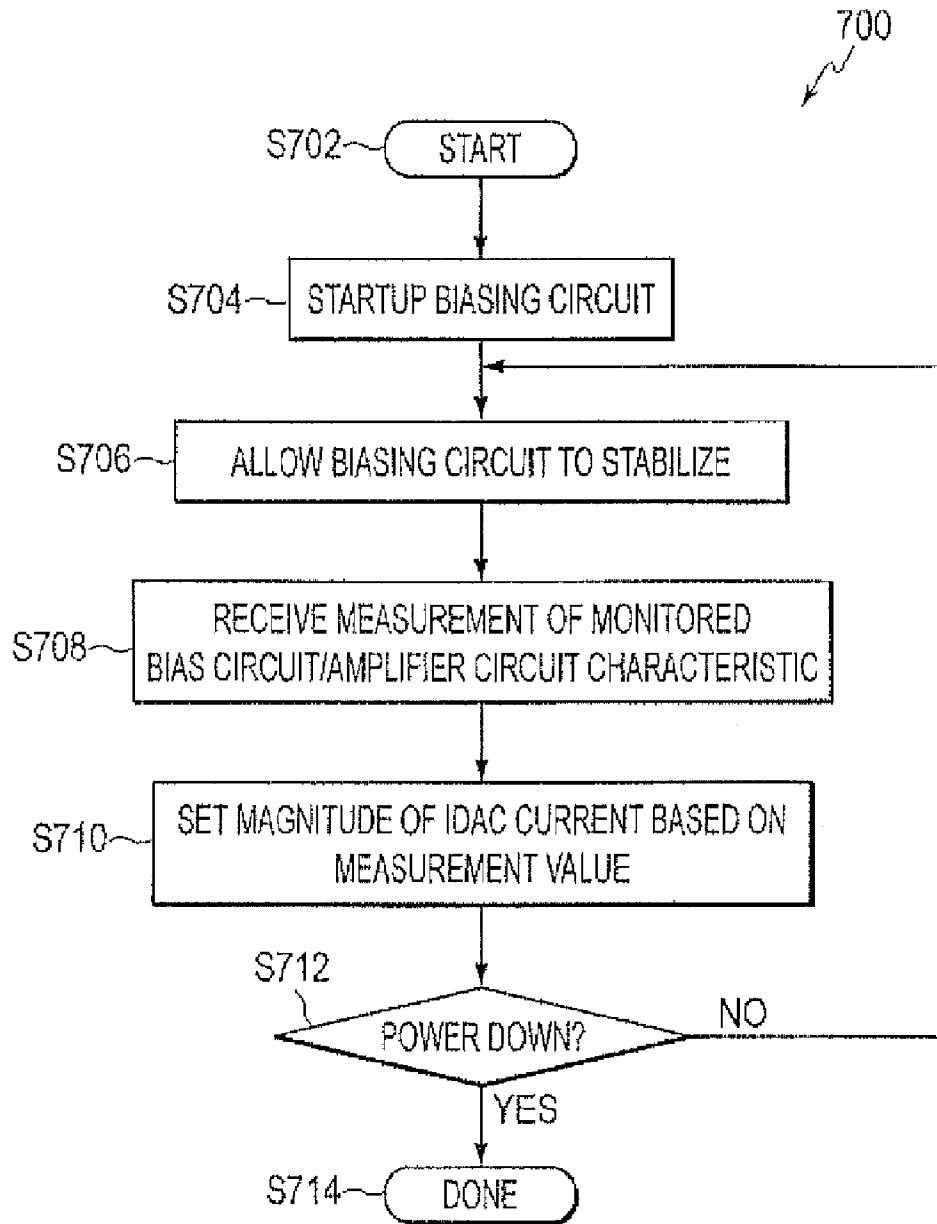 700
S702
START
S704
STARTUP BIASING CIRCUIT
S706
ALLOW BIASING CIRCUIT TO STABILIZE
S708
RECEIVE MEASUREMENT OF MONITORED
BIAS CIRCUIT/AMPLIFIER CIRCUIT CHARACTERISTIC
S710
SET MAGNITUDE OF IDAC CURRENT BASED ON
MEASUREMENT VALUE
S712
POWER DOWN?
NO
YES
S714
DONE